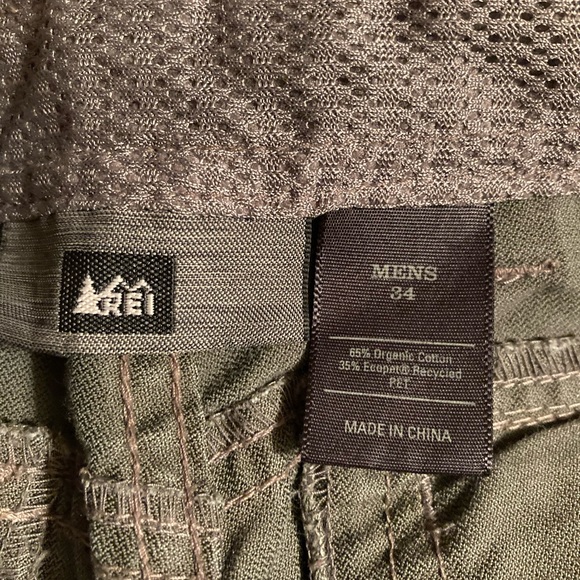 REI
MENS
34
65% Organic Cotton
35% Ecopet® Recycled
PET
MADE IN CHINA